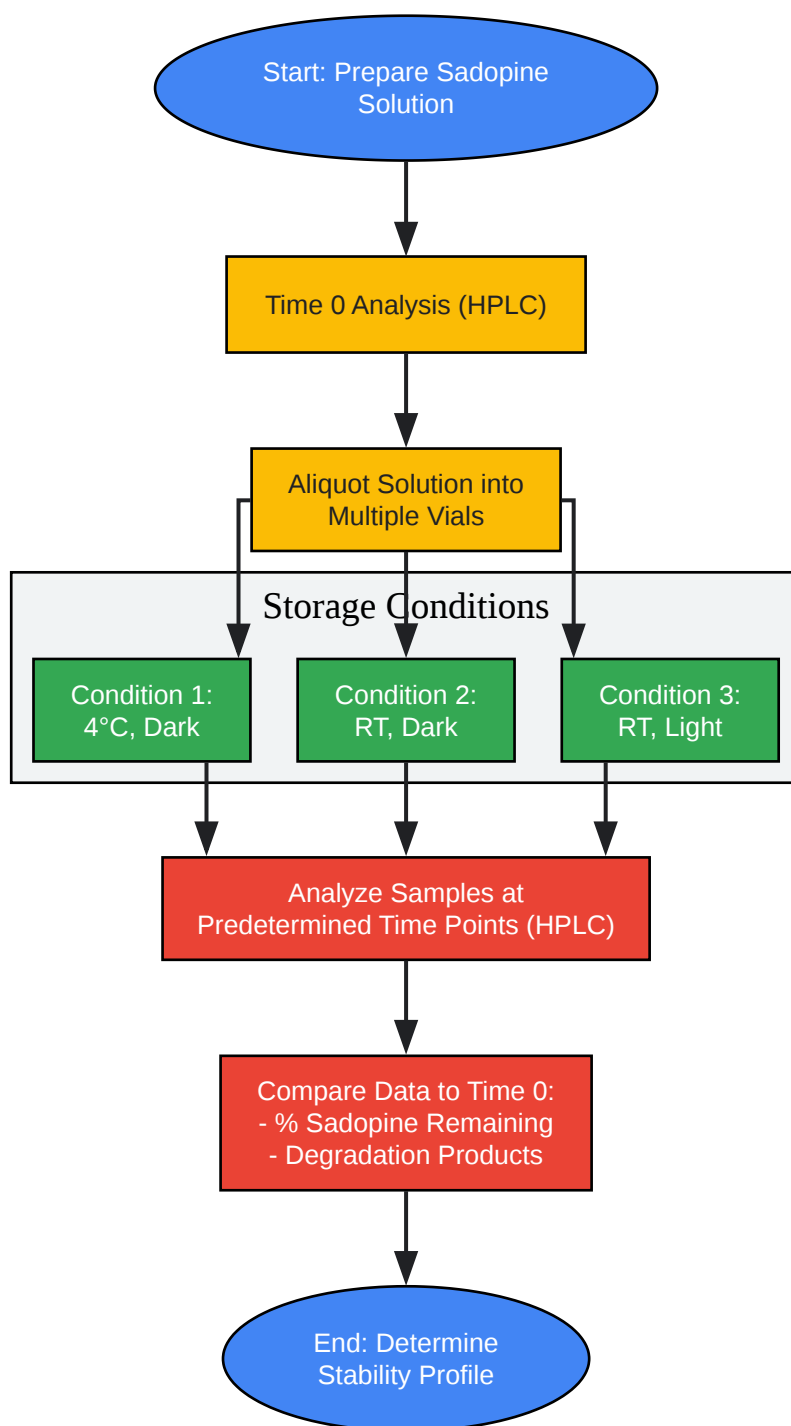 Start: Prepare Sadopine
Solution
Time 0 Analysis (HPLC)
Aliquot Solution into
Multiple Vials
Storage Conditions
Condition 1:
4°C, Dark
Condition 2:
RT, Dark
Condition 3:
RT, Light
Analyze Samples at
Predetermined Time Points (HPLC)
Compare Data to Time 0:
- % Sadopine Remaining
- Degradation Products
End: Determine
Stability Profile